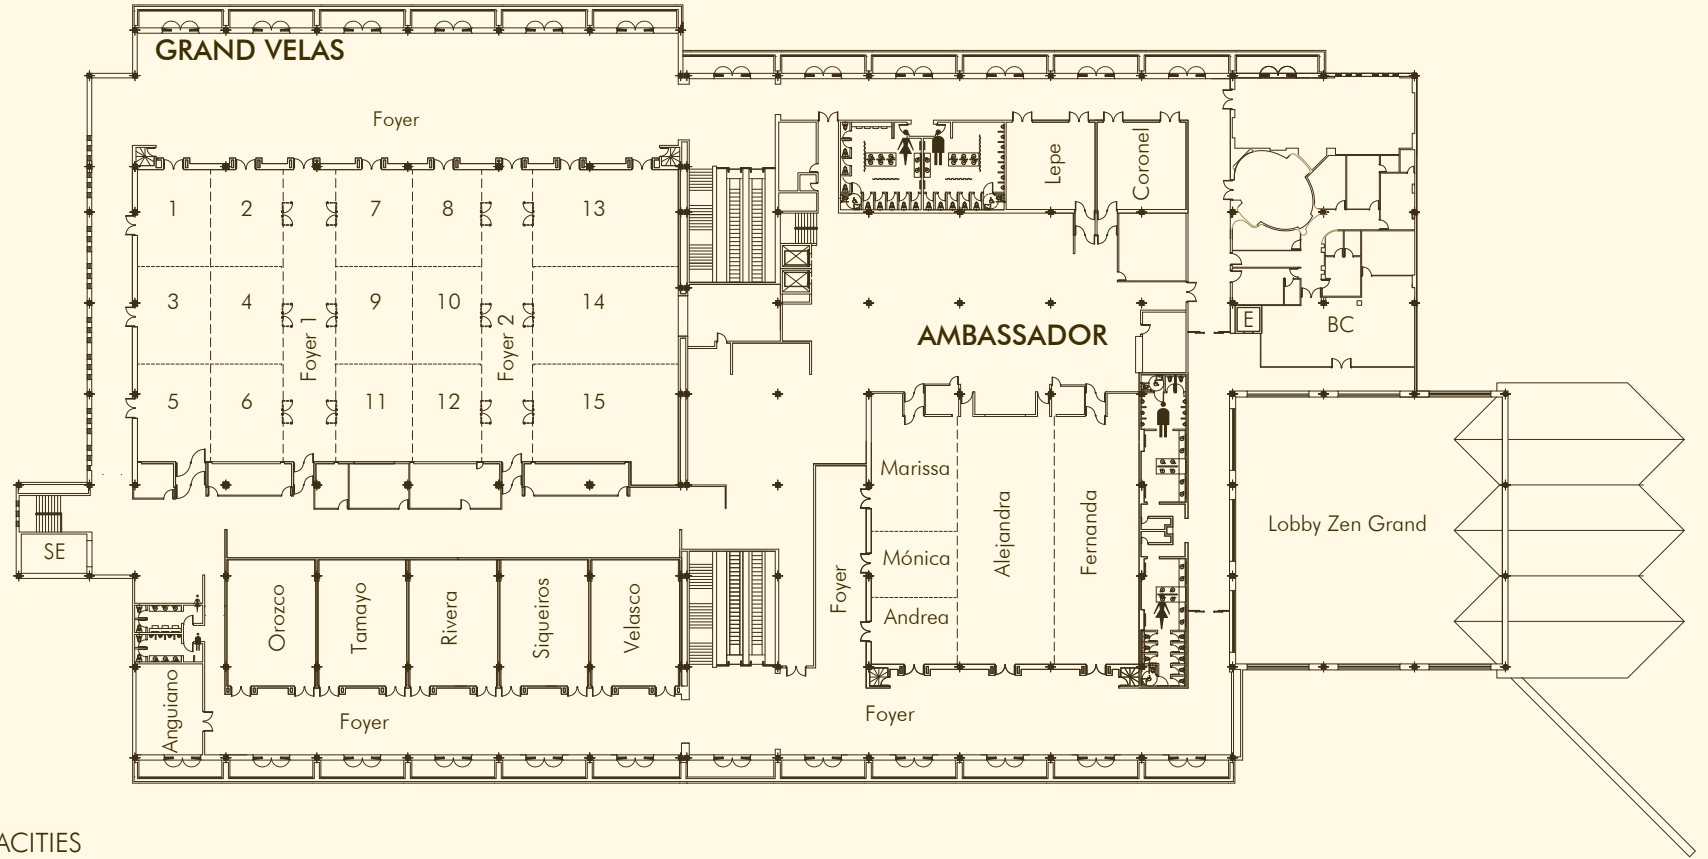 GRAND VELAS
Foyer
Lepe
Coronel
1 2 7 8 13
3 4 9 10 14
Foyer 1
Foyer 2
5 6 11 12 15
AMBASSADOR
E
BC
Marissa
Mónica
Andrea
Alejandra
Fernanda
Foyer
Lobby Zen Grand
SE
Orozco
Tamayo
Rivera
Siqueiros
Velasco
Anguiano
Foyer
Foyer
ACITIES